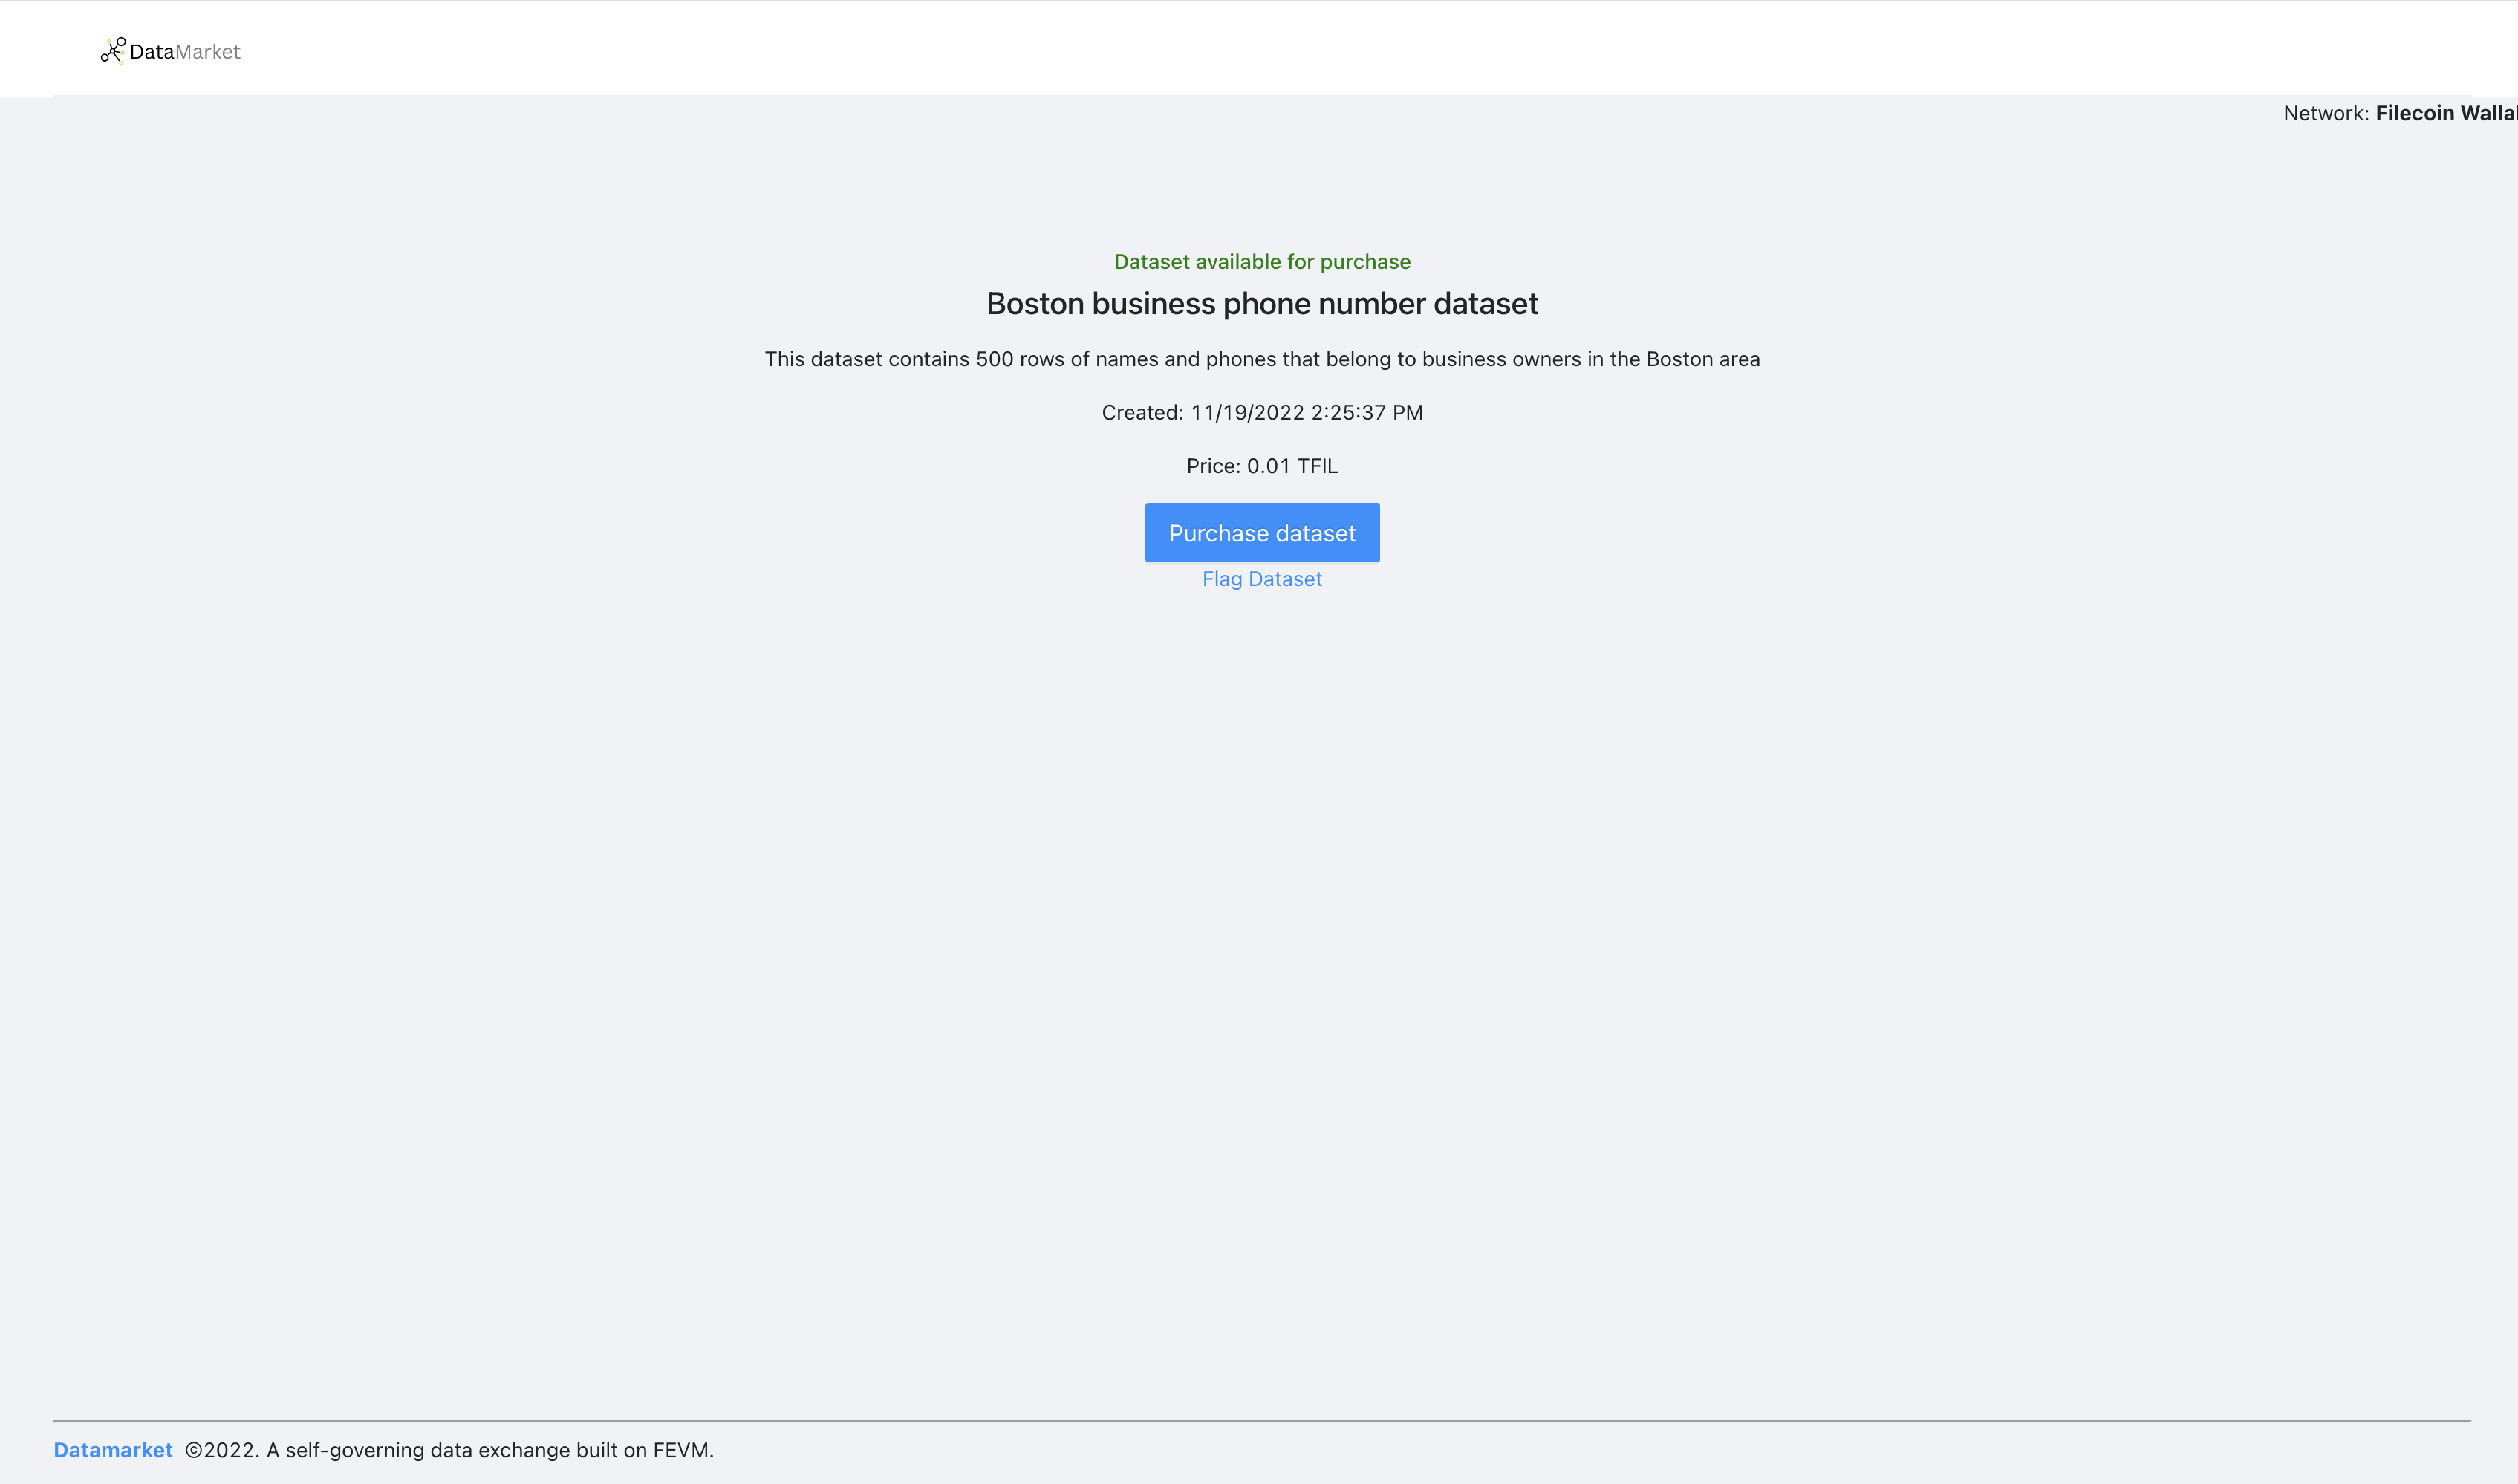 DataMarket
Network: Filecoin
Dataset available for purchase
Boston business phone number dataset
This dataset contains 500 rows of names and phones that belong to business owners in the Boston area
Created: 11/19/2022 2:25:37 PM
Price: 0.01 TFIL
Purchase dataset
Flag Dataset
Datamarket ©2022. A self-governing data exchange built on FEVM.